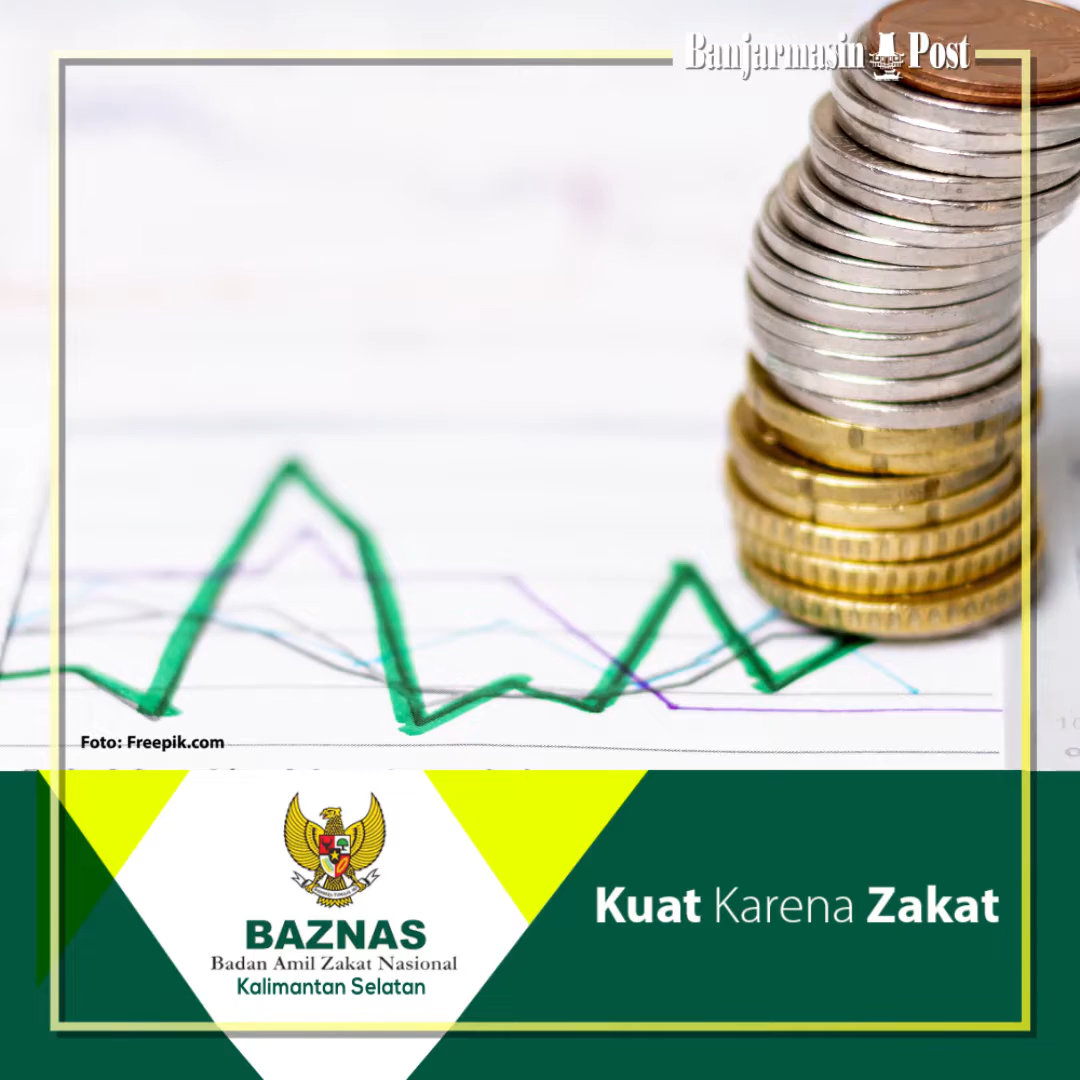 Banjarmasin Post
Foto: Freepik.com
BAZNAS
Badan Amil Zakat Nasional
Kalimantan Selatan
Kuat Karena Zakat